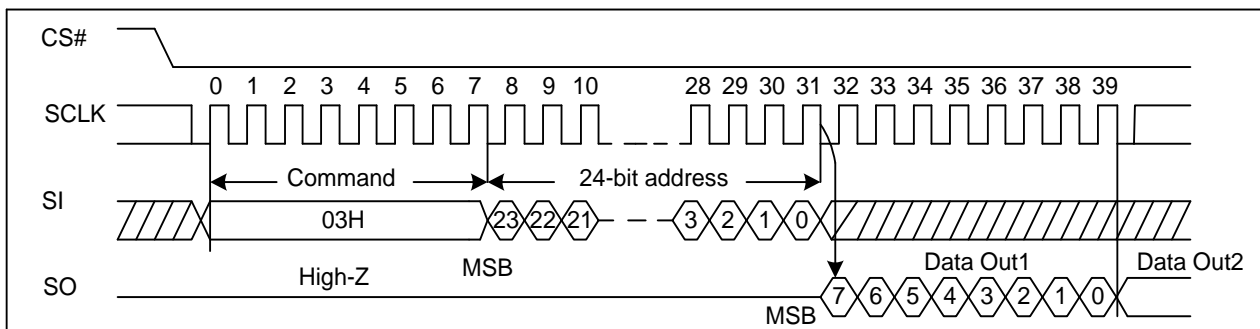 CS#
0 1 2 3 4 5 6 7 8 9 10 28 29 30 31 32 33 34 35 36 37 38 39
SCLK
Command 24-bit address
SI
03H 23 22 21 3 2 1 0
High-Z MSB Data Out1 Data Out2
SO
MSB 7 6 5 4 3 2 1 0